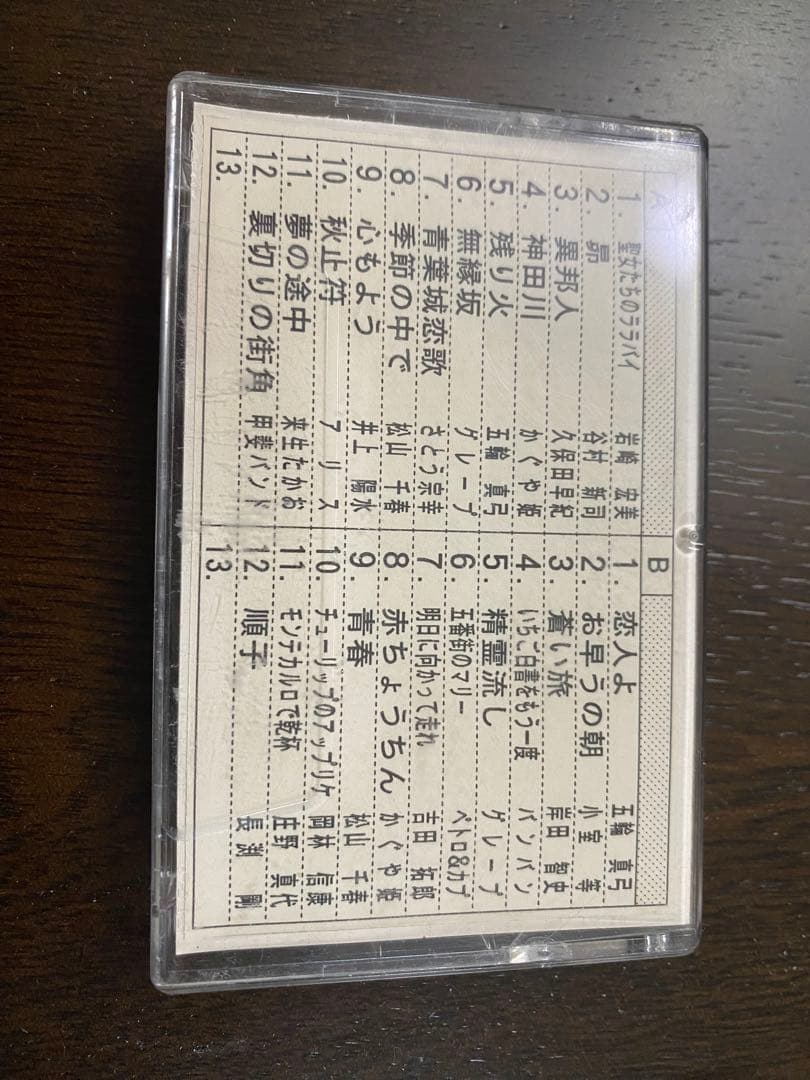 A
1. 聖女たちのララバイ 岩崎 宏美
2. 昴 谷村 新司
3. 異邦人 久保田早紀
4. 神田川 かぐや姫
5. 残り火 五輪 真弓
6. 無縁坂 グレープ
7. 青葉城恋歌 さとう宗幸
8. 季節の中で 松山 千春
9. 心もよう 井上 陽水
10. 秋止符 アリス
11. 夢の途中 来生たかお
12. 裏切りの街角 甲斐バンド
13.
B
1. 恋人よ 五輪 真弓
2. お早うの朝 小室 等
3. 蒼い旅 岸田 智史
4. いちご白書をもう一度 バンバン
5. 精霊流し グレープ
6. 五番街のマリー ペトロ&カプ
7. 明日に向かって走れ 吉田 拓郎
8. 赤ちょうちん かぐや姫
9. 青春 松山 千春
10. チューリップのアップリケ 岡林 信康
11. モンテカルロで乾杯 庄野 真代
12. 順子 長渕 剛
13.